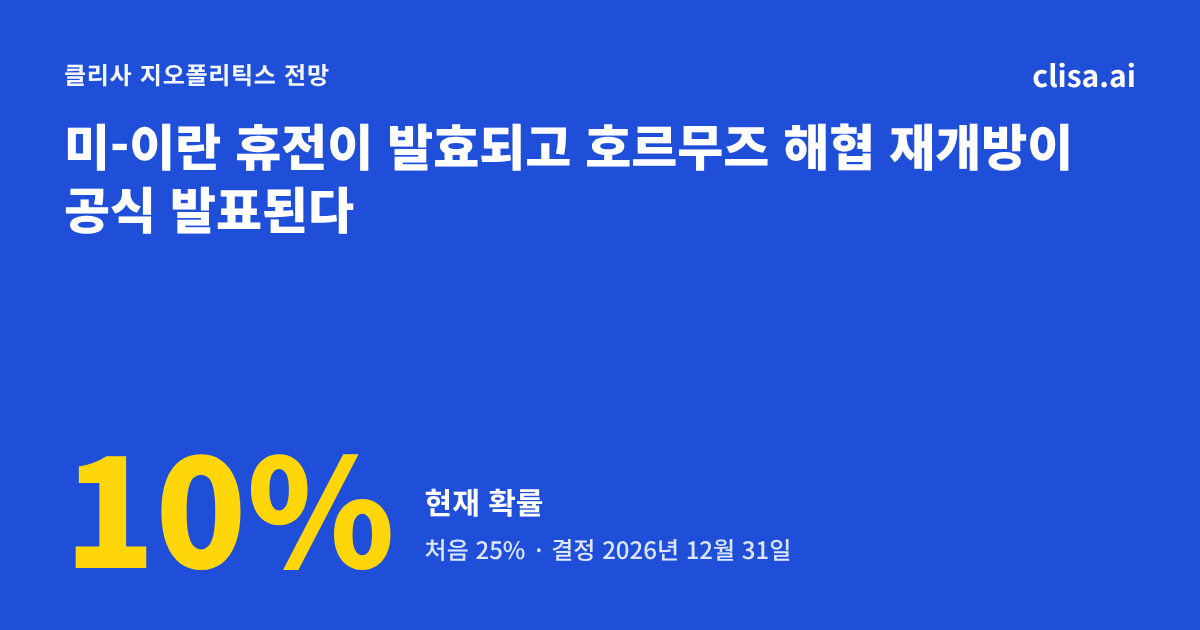 클리사 지오폴리틱스 전망
clisa.ai
미-이란 휴전이 발효되고 호르무즈 해협 재개방이
공식 발표된다
10%
현재 확률
처음 25% · 결정 2026년 12월 31일